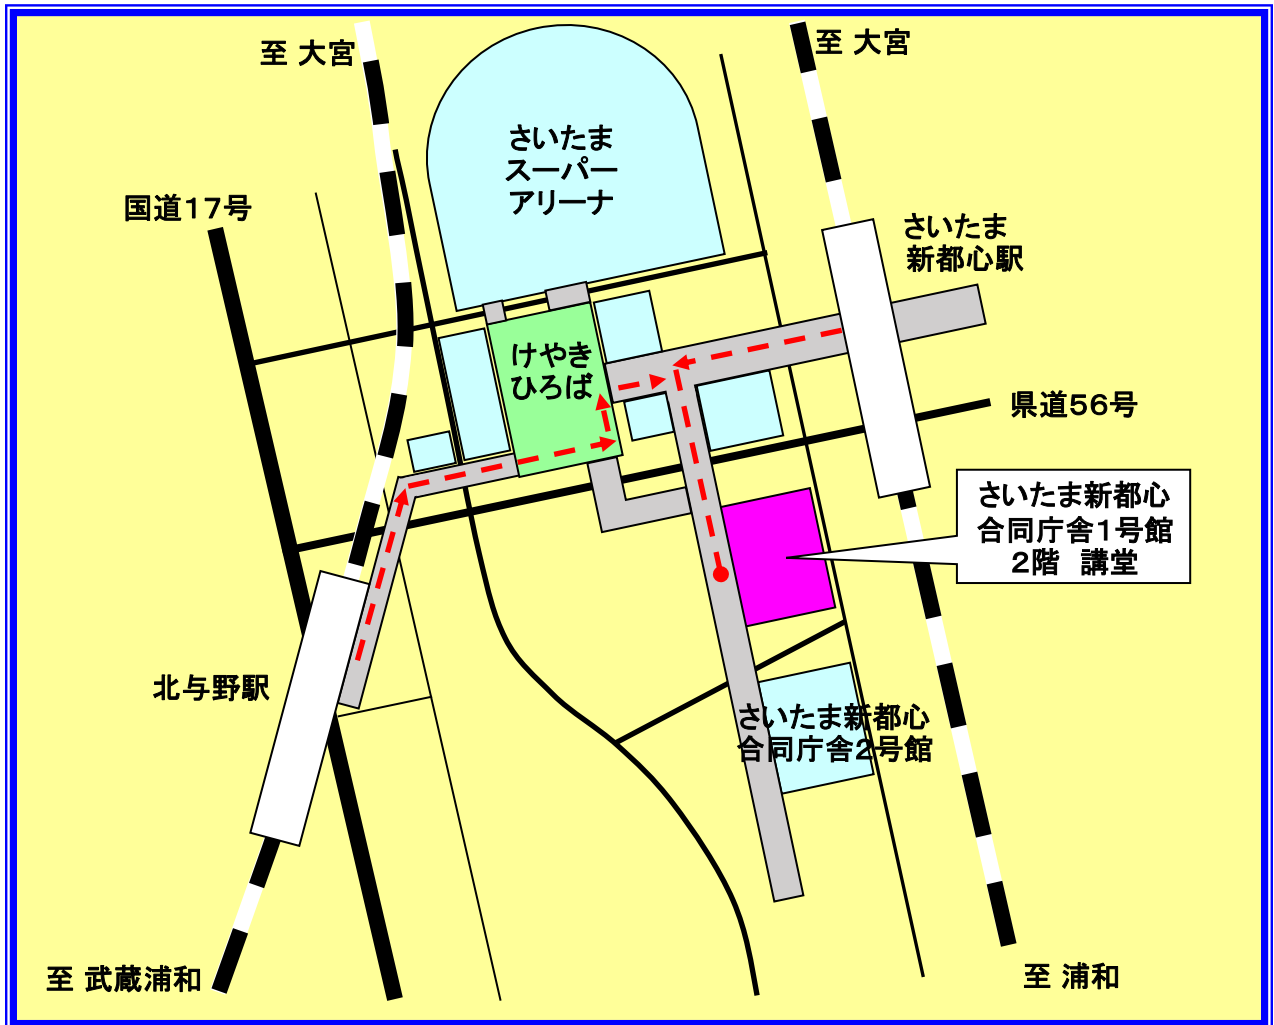 至 大宮
至 大宮
さいたま
スーパー
アリーナ
国道17号
さいたま
新都心駅
けやき
ひろば
県道56号
さいたま新都心
合同庁舎1号館
2階　講堂
北与野駅
さいたま新都心
合同庁舎2号館
至 武蔵浦和
至 浦和